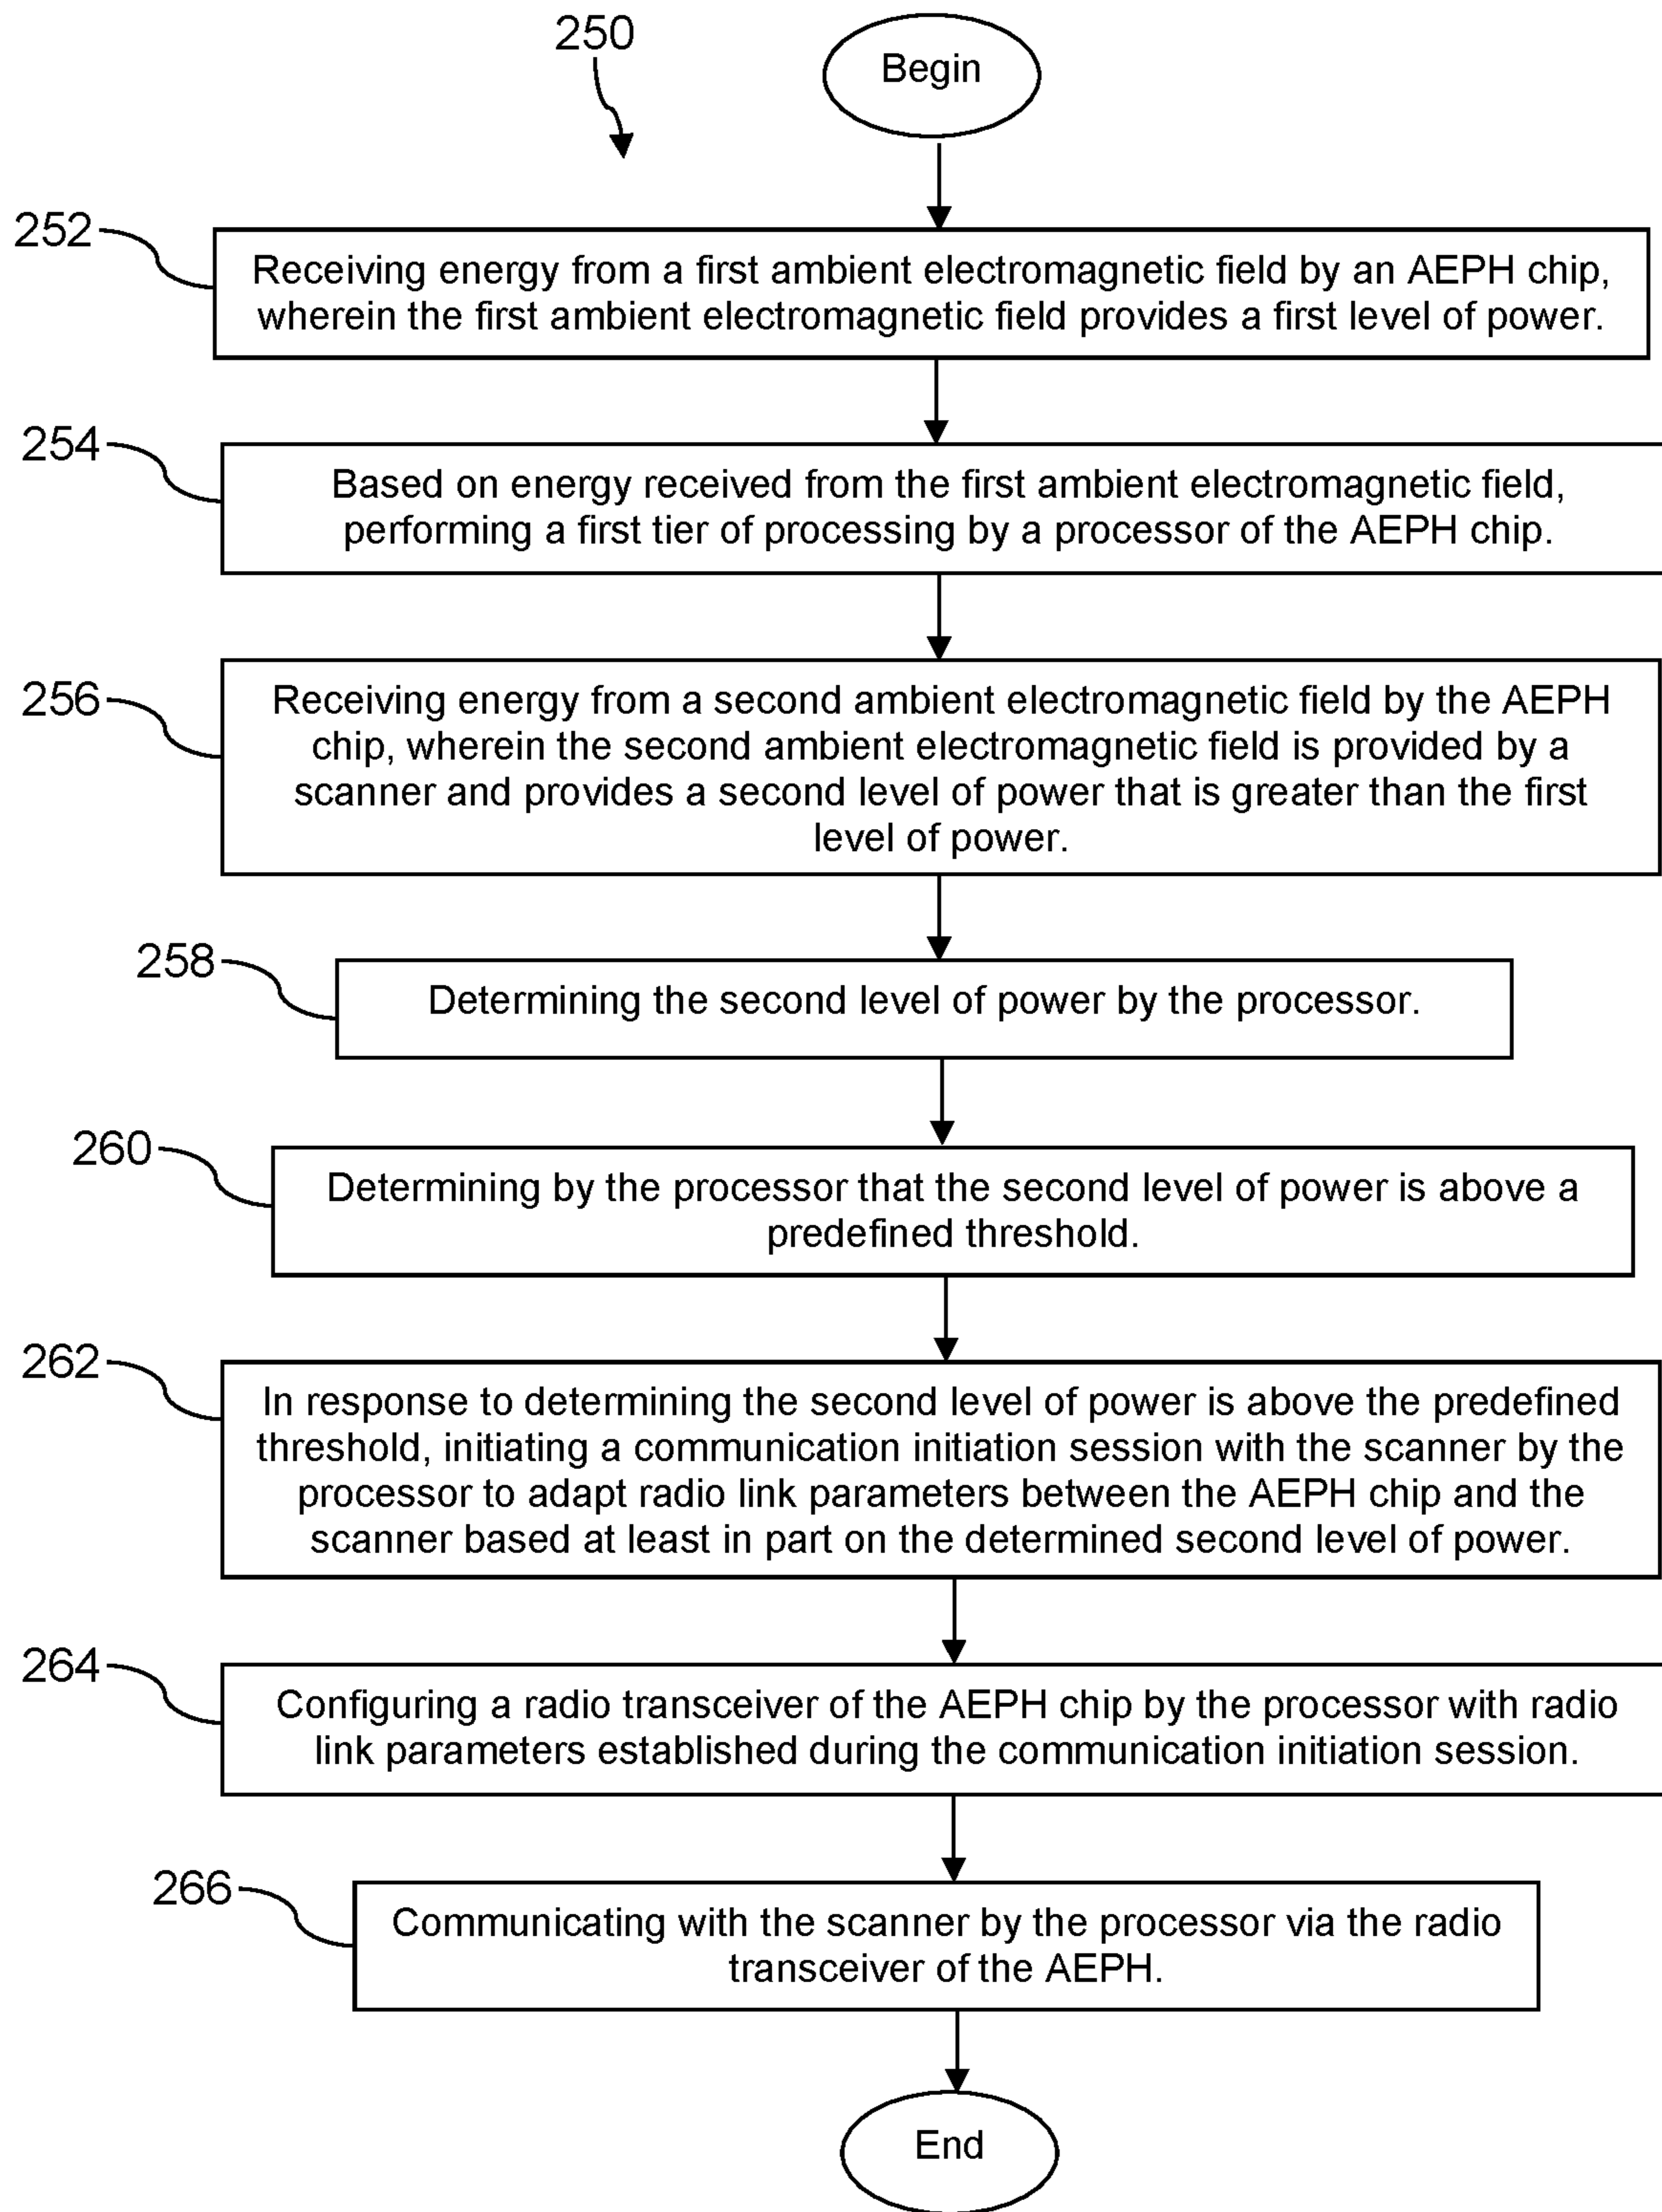 250
Begin
252
Receiving energy from a first ambient electromagnetic field by an AEPH chip,
wherein the first ambient electromagnetic field provides a first level of power.
254
Based on energy received from the first ambient electromagnetic field,
performing a first tier of processing by a processor of the AEPH chip.
256
Receiving energy from a second ambient electromagnetic field by the AEPH
chip, wherein the second ambient electromagnetic field is provided by a
scanner and provides a second level of power that is greater than the first
level of power.
258
Determining the second level of power by the processor.
260
Determining by the processor that the second level of power is above a
predefined threshold.
262
In response to determining the second level of power is above the predefined
threshold, initiating a communication initiation session with the scanner by the
processor to adapt radio link parameters between the AEPH chip and the
scanner based at least in part on the determined second level of power.
264
Configuring a radio transceiver of the AEPH chip by the processor with radio
link parameters established during the communication initiation session.
266
Communicating with the scanner by the processor via the radio
transceiver of the AEPH.
End